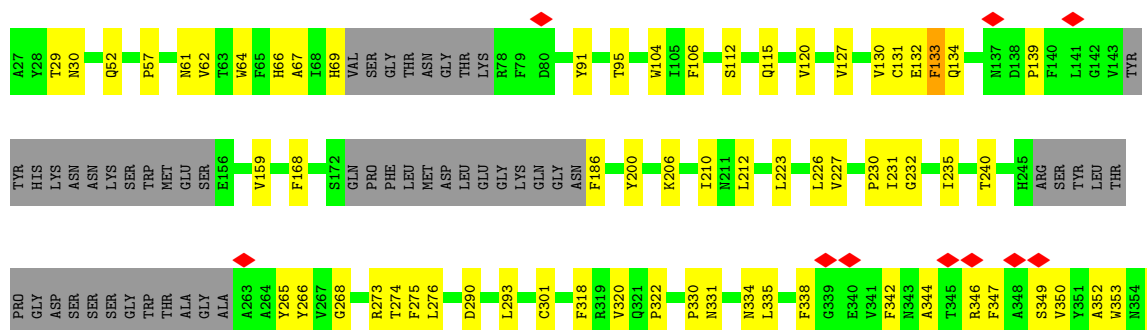 A27 Y28 T29 N30 Q52 P57 N61 V62 T63 W64 F65 H66 A67 I68 H69 VAL SER GLY THR ASN GLY THR LYS R78 F79 D80 Y91 T95 W104 I105 F106 S112 Q115 V120 V127 V130 C131 E132 F133 Q134 N137 D138 P139 F140 L141 G142 V143 TYR
TYR HIS LYS ASN ASN LYS SER TRP MET GLU SER E156 V159 F168 S172 GLN PRO PHE LEU MET ASP LEU GLU GLY LYS GLN GLY ASN F186 Y200 K206 I210 N211 L212 L223 L226 V227 P230 I231 G232 I235 T240 H245 ARG SER TYR LEU THR
PRO GLY ASP SER SER SER GLY TRP THR ALA GLY ALA A263 A264 Y265 Y266 V267 G268 R273 T274 F275 L276 D290 L293 C301 F318 R319 V320 Q321 P322 P330 N331 N334 L335 F338 G339 E340 V341 F342 N343 A344 T345 R346 F347 A348 S349 V350 Y351 A352 W353 N354